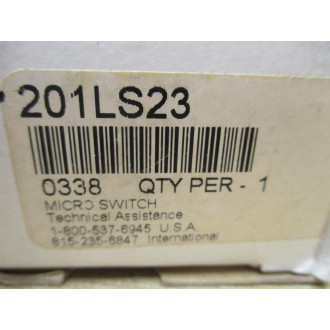 201LS23
0338 QTY PER - 1
MICRO SWITCH
Technical Assistance
1-800-537-6945 U.S.A.
815-235-6847 International